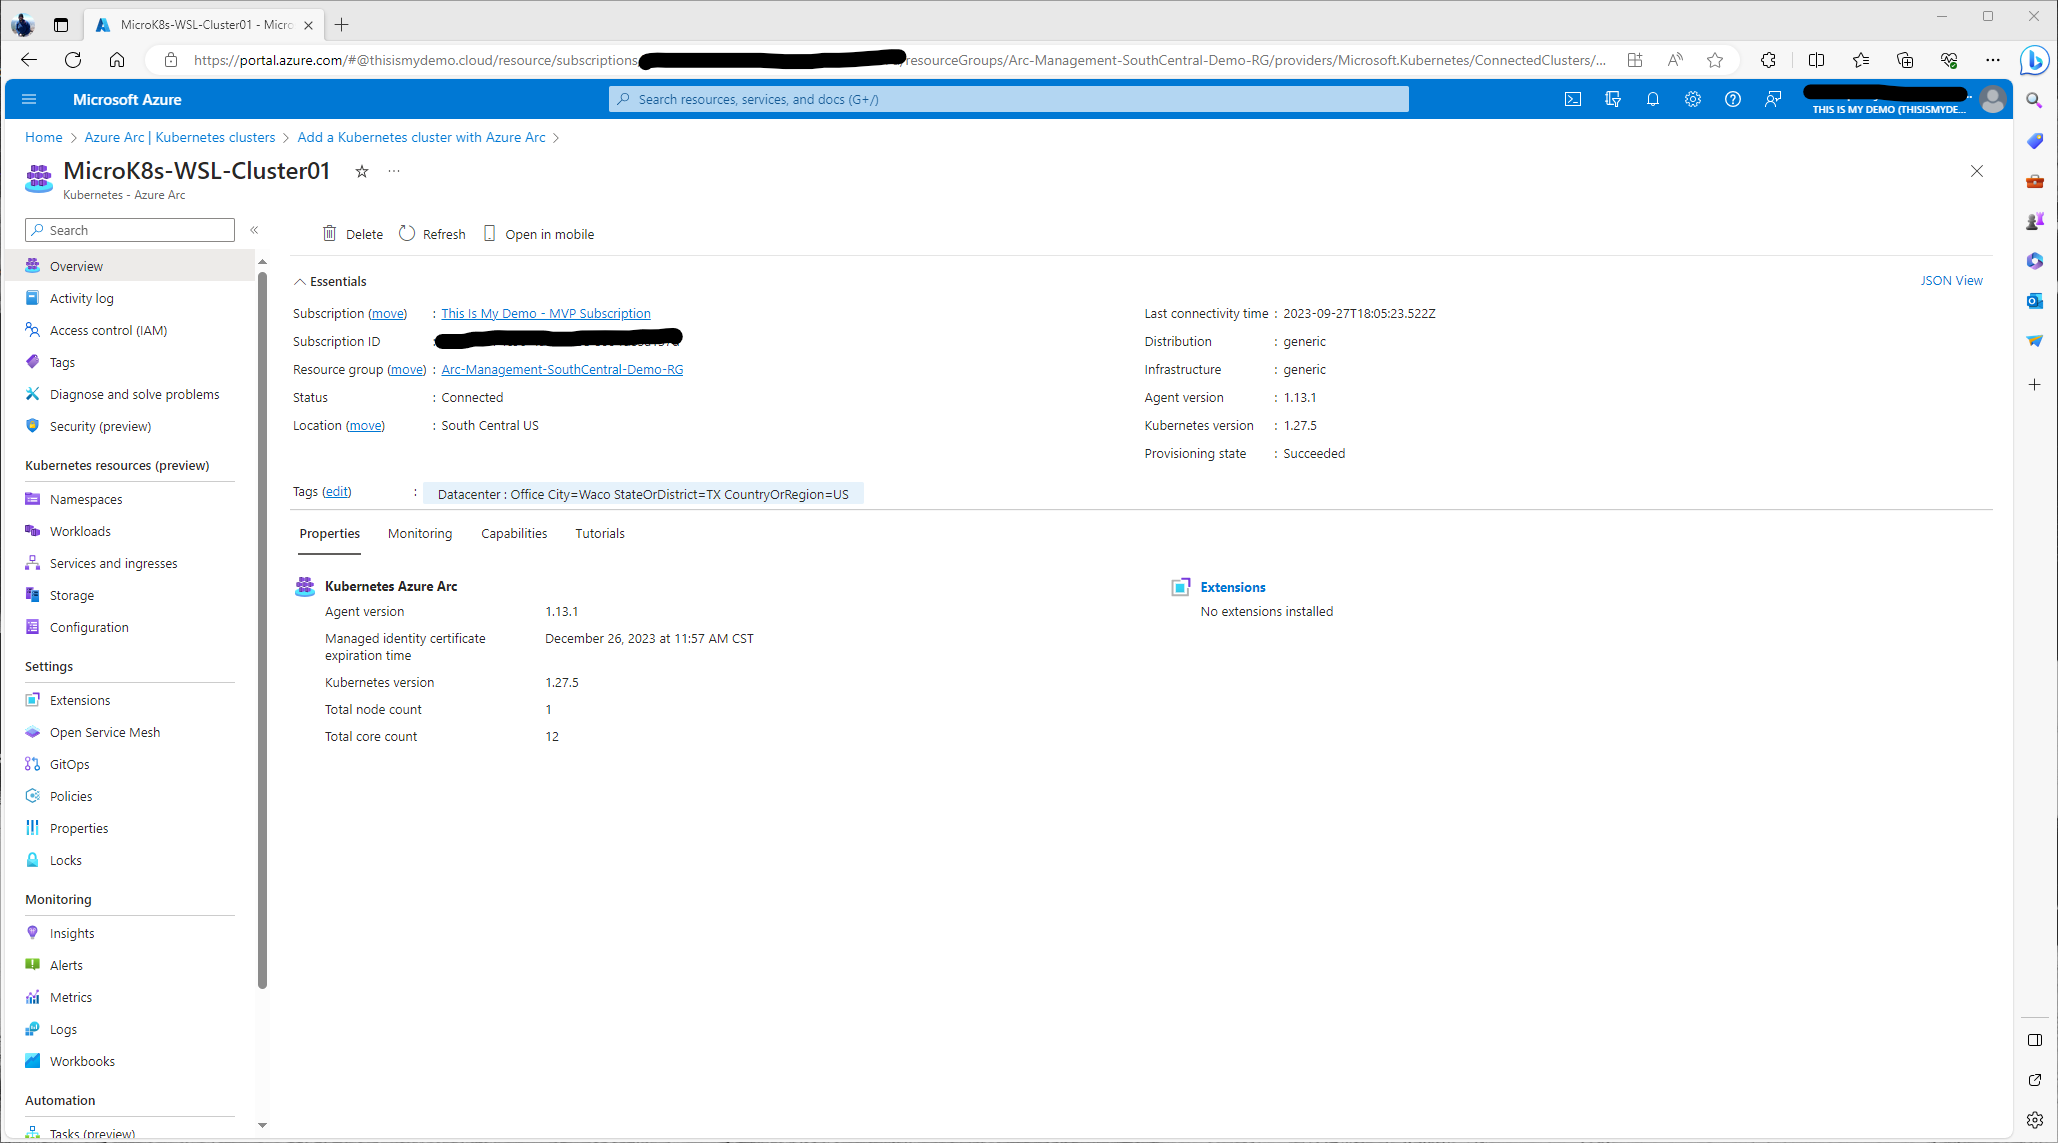 MicroK8s-WSL-Cluster01 - Micro
https://portal.azure.com/#@thisismydemo.cloud/resource/subscriptions resourceGroups/Arc-Management-SouthCentral-Demo-RG/providers/Microsoft.Kubernetes/ConnectedClusters/...
Microsoft Azure
Search resources, services, and docs (G+/)
THIS IS MY DEMO (THISISMYDE...
Home > Azure Arc | Kubernetes clusters > Add a Kubernetes cluster with Azure Arc >
MicroK8s-WSL-Cluster01
Kubernetes - Azure Arc
Search
Overview
Activity log
Access control (IAM)
Tags
Diagnose and solve problems
Security (preview)
Kubernetes resources (preview)
Namespaces
Workloads
Services and ingresses
Storage
Configuration
Settings
Extensions
Open Service Mesh
GitOps
Policies
Properties
Locks
Monitoring
Insights
Alerts
Metrics
Logs
Workbooks
Automation
Tasks (preview)
Delete
Refresh
Open in mobile
Essentials
JSON View
Subscription (move) : This Is My Demo - MVP Subscription
Subscription ID
Resource group (move) : Arc-Management-SouthCentral-Demo-RG
Status : Connected
Location (move) : South Central US
Last connectivity time : 2023-09-27T18:05:23.522Z
Distribution : generic
Infrastructure : generic
Agent version : 1.13.1
Kubernetes version : 1.27.5
Provisioning state : Succeeded
Tags (edit) : Datacenter : Office City=Waco StateOrDistrict=TX CountryOrRegion=US
Properties
Monitoring
Capabilities
Tutorials
Kubernetes Azure Arc
Agent version 1.13.1
Managed identity certificate December 26, 2023 at 11:57 AM CST
expiration time
Kubernetes version 1.27.5
Total node count 1
Total core count 12
Extensions
No extensions installed